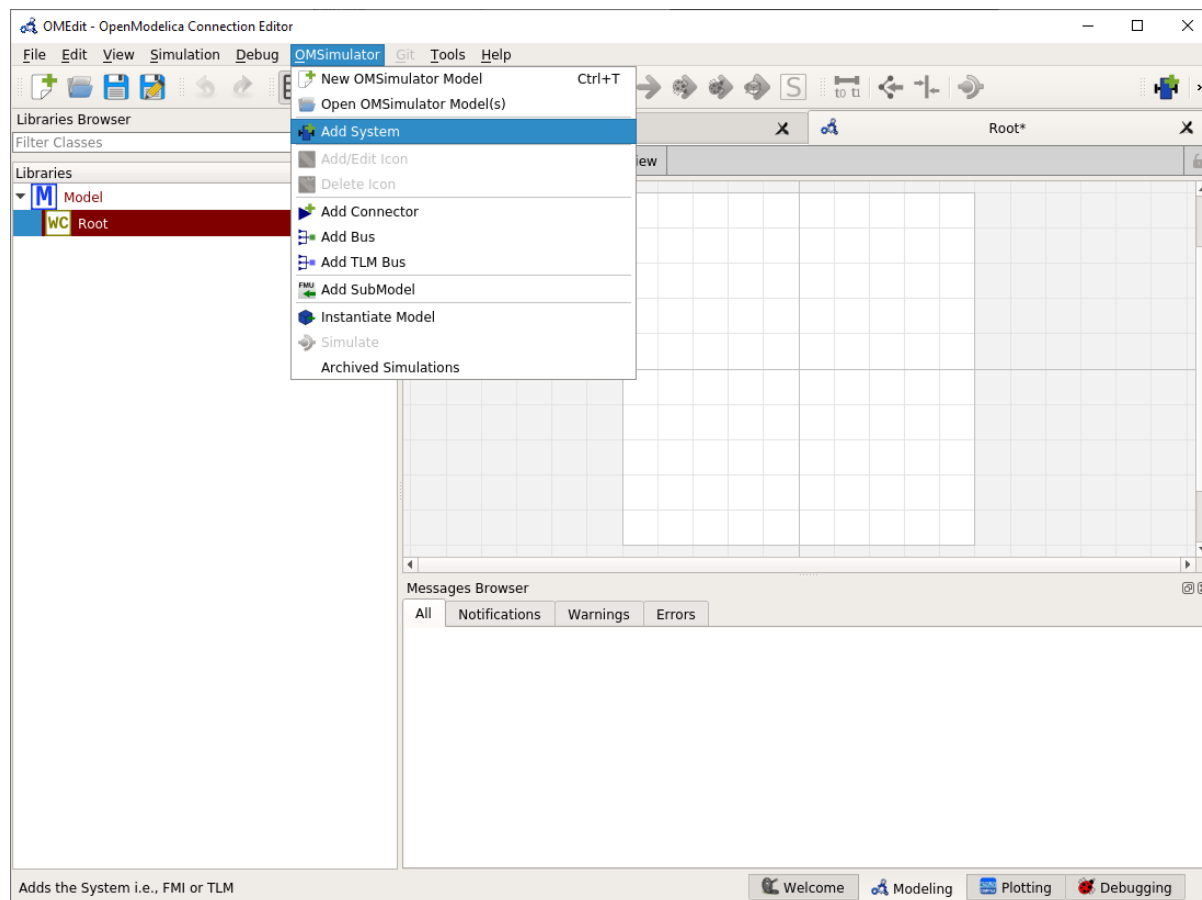 OMEdit - OpenModelica Connection Editor
File Edit View Simulation Debug OMSimulator Git Tools Help
New OMSimulator Model Ctrl+T
Open OMSimulator Model(s)
Add System
Add/Edit Icon
Delete Icon
Add Connector
Add Bus
Add TLM Bus
Add SubModel
Instantiate Model
Simulate
Archived Simulations
S
to ti
Libraries Browser
Filter Classes
Libraries
M Model
WC Root
Root*
iew
Messages Browser
All Notifications Warnings Errors
Adds the System i.e., FMI or TLM
Welcome Modeling Plotting Debugging